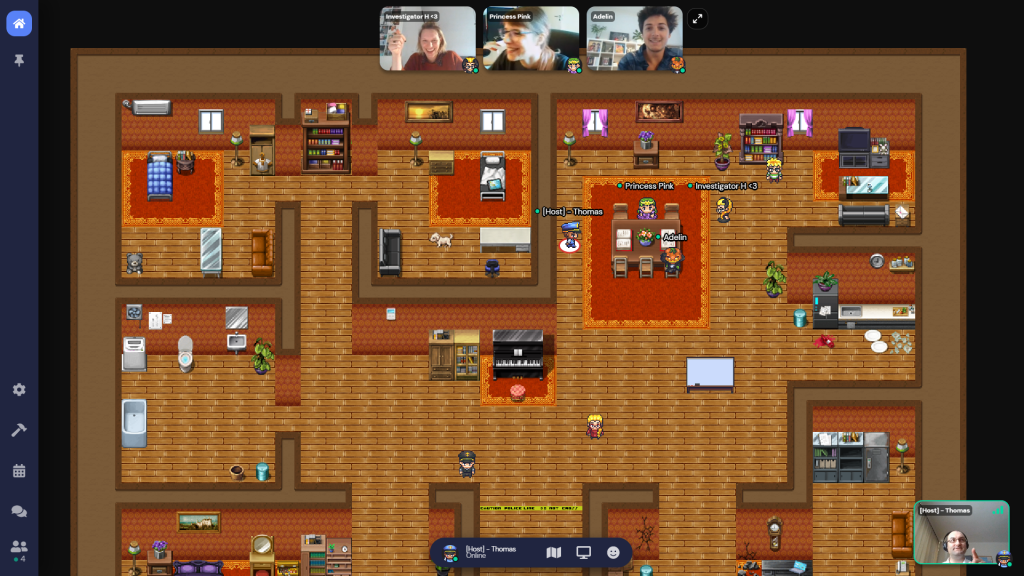 Investigator H <3
Princess Pink
Adelin
Princess Pink
Investigator H <3
[Host] - Thomas
Adelin
[Host] - Thomas
[Host] - Thomas
Online
4